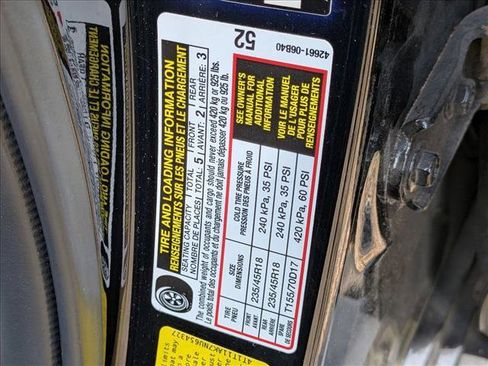 42661-06B40
52
TIRE AND LOADING INFORMATION
RENSEIGNEMENTS SUR LES PNEUS ET LE CHARGEMENT
SEATING CAPACITY | TOTAL: 5 | FRONT: 2 | REAR: 3
NOMBRE DE PLACES | TOTAL: 5 | AVANT: 2 | ARRIÈRE: 3
The combined weight of occupants and cargo should never exceed 420 kg or 925 lb.
Le poids total des occupants et du chargement ne doit jamais dépasser 420 kg ou 925 lb.
TIRE SIZE COLD TIRE PRESSURE
PNEU DIMENSIONS PRESSION DES PNEUS À FROID
FRONT AVANT 235/45R18 240 kPa, 35 PSI
REAR ARRIÈRE 235/45R18 240 kPa, 35 PSI
SPARE DE SECOURS T155/70D17 420 kPa, 60 PSI
SEE OWNER'S
MANUAL FOR
ADDITIONAL
INFORMATION
VOIR LE MANUEL
DE L'USAGER
POUR PLUS DE
RENSEIGNEMENTS